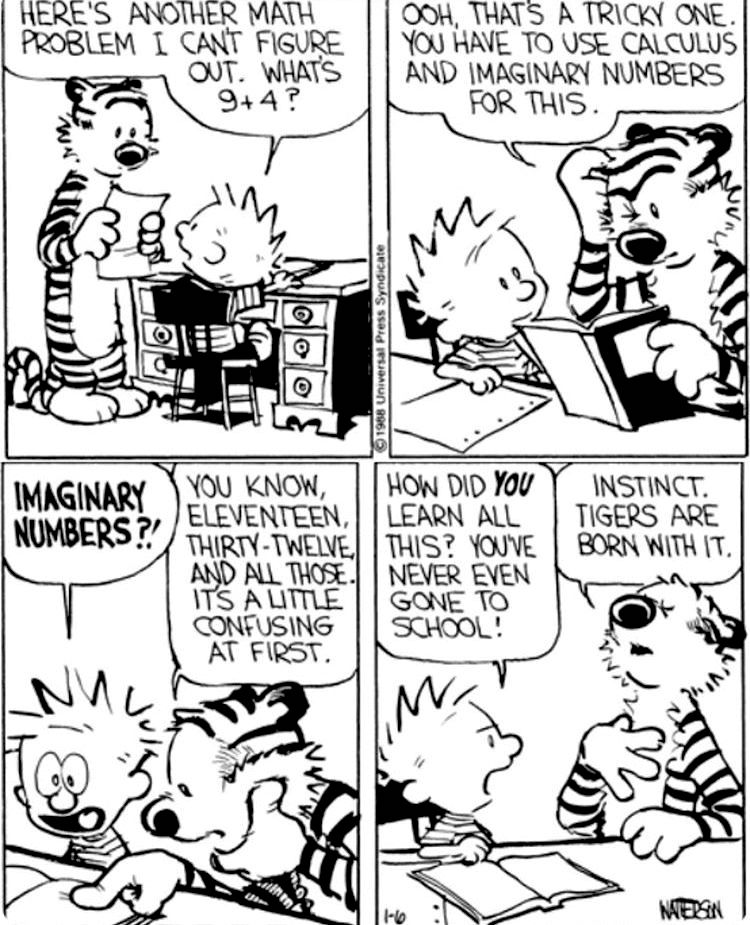 HERE'S ANOTHER MATH
PROBLEM I CAN'T FIGURE
OUT. WHAT'S
9+4?
OOH, THAT'S A TRICKY ONE.
YOU HAVE TO USE CALCULUS
AND IMAGINARY NUMBERS
FOR THIS.
©1988 Universal Press Syndicate
IMAGINARY
NUMBERS?!
YOU KNOW,
ELEVENTEEN,
THIRTY-TWELVE,
AND ALL THOSE.
IT'S A LITTLE
CONFUSING
AT FIRST.
HOW DID YOU
LEARN ALL
THIS? YOU'VE
NEVER EVEN
GONE TO
SCHOOL!
INSTINCT.
TIGERS ARE
BORN WITH IT.
1-6
WATTERSON